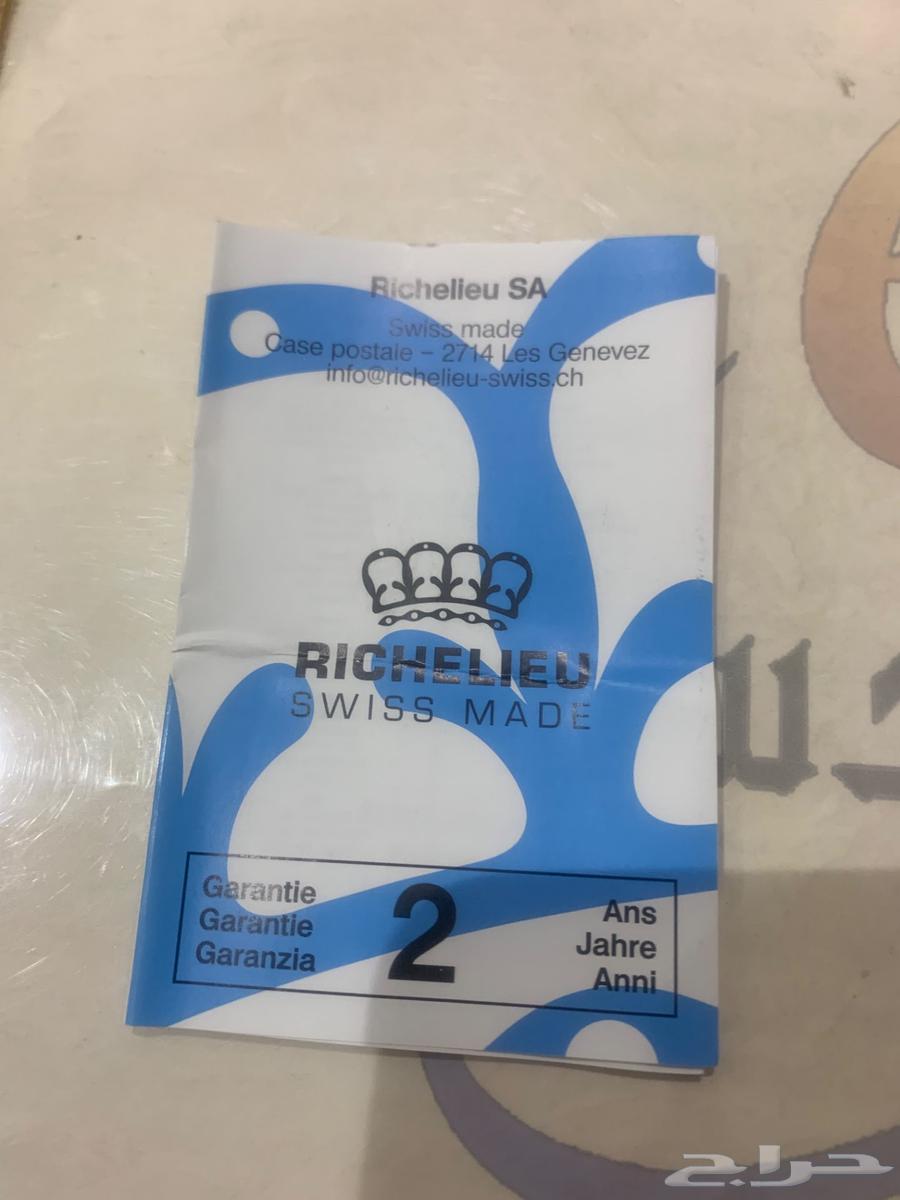 Richelieu SA
Swiss made
Case postale – 2714 Les Genevez
info@richelieu-swiss.ch
RICHELIEU
SWISS MADE
Garantie
Garantie
Garanzia
2
Ans
Jahre
Anni
حراج